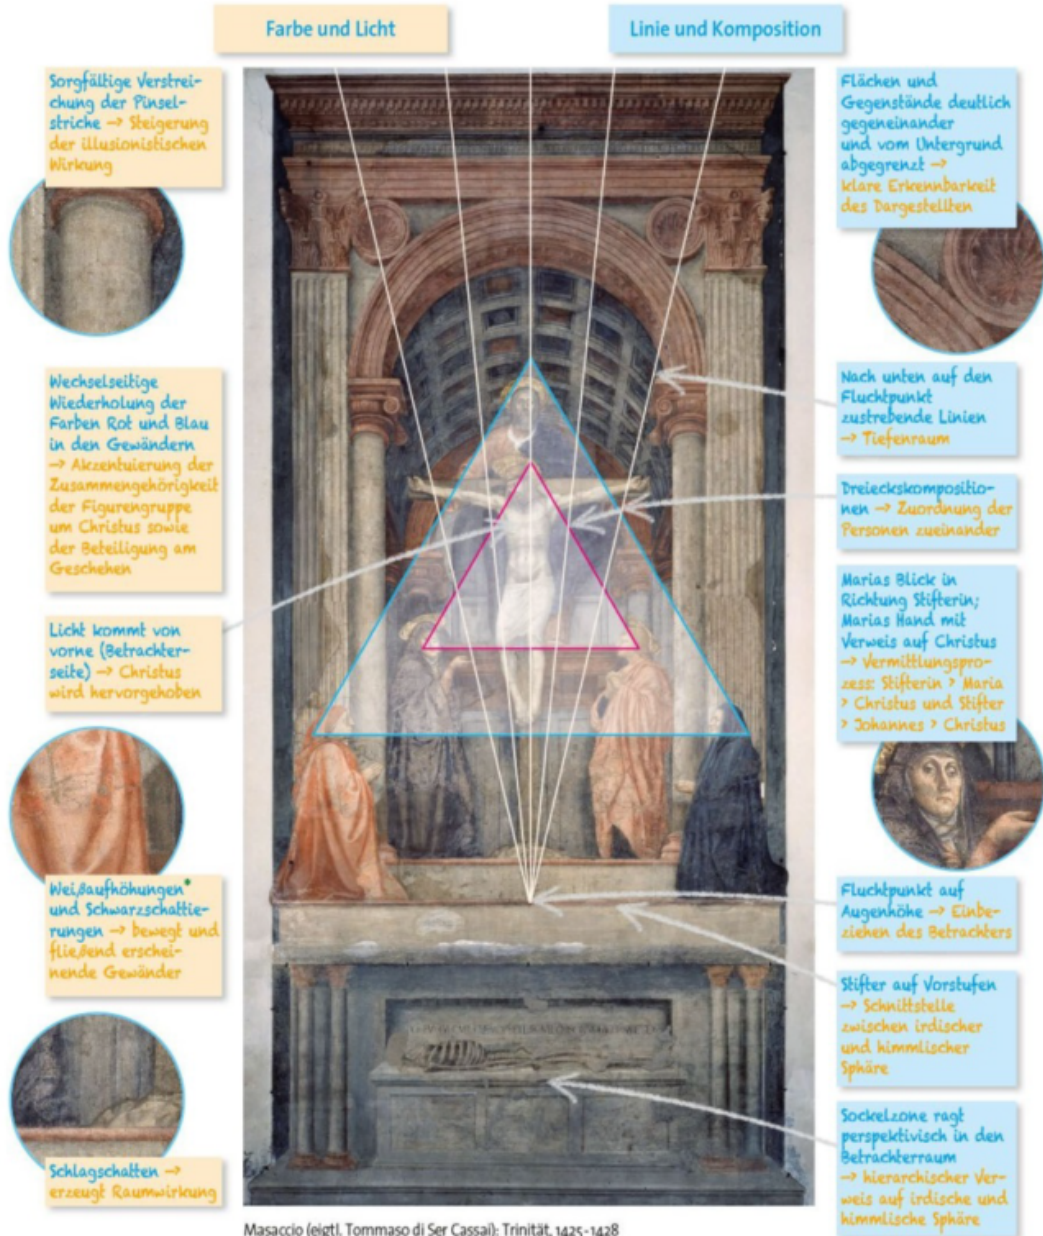 Farbe und Licht
Linie und Komposition
Sorgfältige Verstrei-
chung der Pinsel-
striche → Steigerung
der illusionistischen
Wirkung
Wechselseitige
Wiederholung der
Farben Rot und Blau
in den Gewändern
→ Akzentuierung der
Zusammengehörigkeit
der Figurengruppe
um Christus sowie
der Beteiligung am
Geschehen
Licht kommt von
vorne (Betrachter-
seite) → Christus
wird hervorgehoben
Weißaufhöhungen*
und Schwarzschattie-
rungen → bewegt und
fließend erschei-
nende Gewänder
Schlagschatten →
erzeugt Raumwirkung
Flächen und
Gegenstände deutlich
gegeneinander
und vom Untergrund
abgegrenzt →
klare Erkennbarkeit
des Dargestellten
Nach unten auf den
Fluchtpunkt
zustrebende Linien
→ Tiefenraum
Dreieckskompositio-
nen → Zuordnung der
Personen zueinander
Marias Blick in
Richtung Stifterin;
Marias Hand mit
Verweis auf Christus
→ Vermittlungspro-
zess: Stifterin > Maria
> Christus und Stifter
> Johannes > Christus
Fluchtpunkt auf
Augenhöhe → Einbe-
ziehen des Betrachters
Stifter auf Vorstufen
→ Schnittstelle
zwischen irdischer
und himmlischer
Sphäre
Sockelzone ragt
perspektivisch in den
Betrachterraum
→ hierarchischer Ver-
weis auf irdische und
himmlische Sphäre
Masaccio (eigtl. Tommaso di Ser Cassai): Trinität, 1425-1428